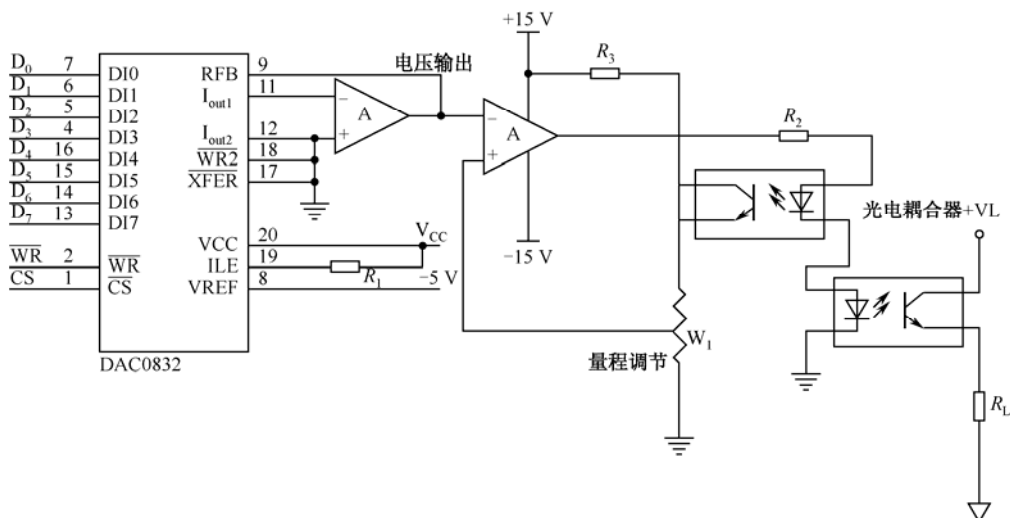 +15 V
D0 7 DI0 RFB 9 电压输出 R3
D1 6 DI1 Iout1 11 − A
D2 5 DI2 − A R2
D3 4 DI3 Iout2 12 +
D4 16 DI4 WR2 18 +
D5 15 DI5 XFER 17
D6 14 DI6
D7 13 DI7 光电耦合器+VL
VCC 20 VCC −15 V
WR 2 WR ILE 19 R1
CS 1 CS VREF 8 −5 V
W1
DAC0832 量程调节
RL